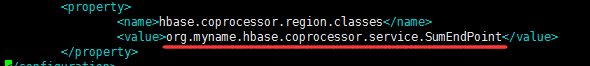 <property>
<name>hbase.coprocessor.region.classes</name>
<value>org.myname.hbase.coprocessor.service.SumEndPoint</value>
</property>
</configuration>